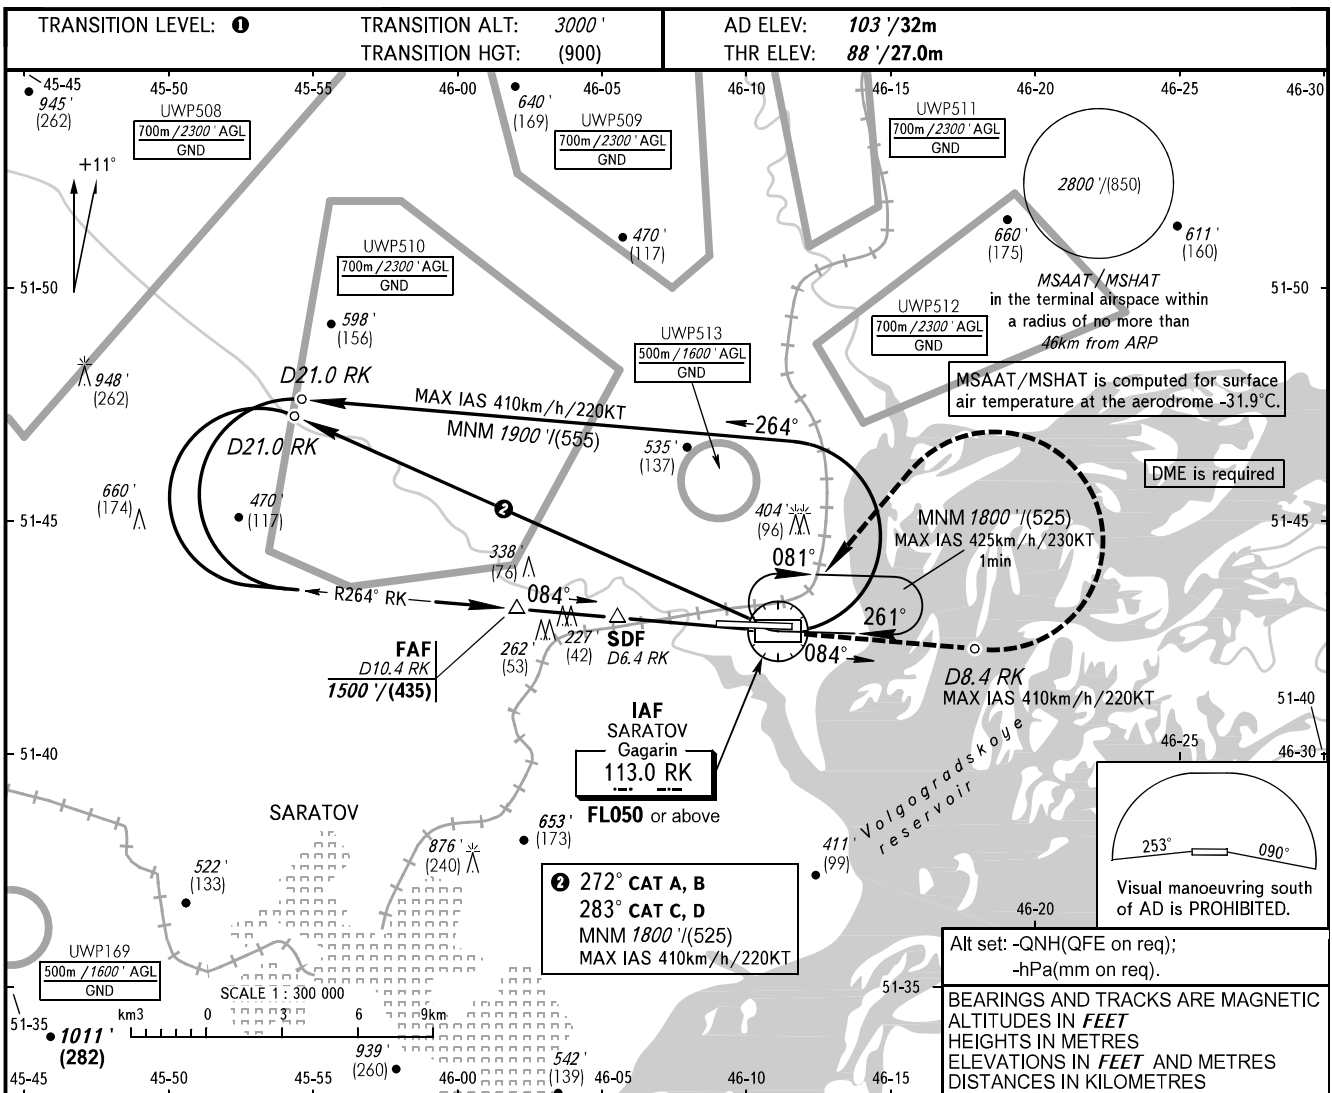 TRANSITION LEVEL: ❶
TRANSITION ALT: 3000 '
TRANSITION HGT: (900)
AD ELEV: 103 '/32m
THR ELEV: 88 '/27.0m
45-45
45-50
45-55
46-00
46-05
46-10
46-15
46-20
46-25
46-30
945 '
(262)
UWP508
700m / 2300 ' AGL
GND
640 '
(169)
UWP509
700m / 2300 ' AGL
GND
UWP511
700m / 2300 ' AGL
GND
+11°
2800 '/(850)
470 '
(117)
660 '
(175)
611 '
(160)
UWP510
700m / 2300 ' AGL
GND
MSAAT / MSHAT
in the terminal airspace within
a radius of no more than
46km from ARP
51-50
51-50
UWP512
700m / 2300 ' AGL
GND
598 '
(156)
UWP513
500m / 1600 ' AGL
GND
948 '
(262)
D21.0 RK
MSAAT/MSHAT is computed for surface
air temperature at the aerodrome -31.9°C.
MAX IAS 410km/h/220KT
MNM 1900 '/(555)
264°
D21.0 RK
535 '
(137)
DME is required
660 '
(174)
470 '
(117)
❷
404 '
(96)
MNM 1800 '/(525)
MAX IAS 425km/h/230KT
1min
51-45
51-45
338 '
(76)
081°
R264° RK
084°
261°
FAF
D10.4 RK
1500 '/(435)
262 '
(53)
227 '
(42)
SDF
D6.4 RK
084°
D8.4 RK
MAX IAS 410km/h/220KT
51-40
IAF
SARATOV
Gagarin
113.0 RK
FL050 or above
51-40
46-25
46-30
Volgogradskoye
reservoir
SARATOV
653 '
(173)
876 '
(240)
411 '
(99)
253°
090°
Visual manoeuvring south
of AD is PROHIBITED.
522 '
(133)
❷ 272° CAT A, B
283° CAT C, D
MNM 1800 '/(525)
MAX IAS 410km/h/220KT
46-20
UWP169
500m / 1600 ' AGL
GND
Alt set: -QNH(QFE on req);
-hPa(mm on req).
51-35
SCALE 1 : 300 000
km3 0 3 6 9km
51-35
1011 '
(282)
939 '
(260)
542 '
(139)
BEARINGS AND TRACKS ARE MAGNETIC
ALTITUDES IN FEET
HEIGHTS IN METRES
ELEVATIONS IN FEET AND METRES
DISTANCES IN KILOMETRES
45-45
45-50
45-55
46-00
46-05
46-10
46-15